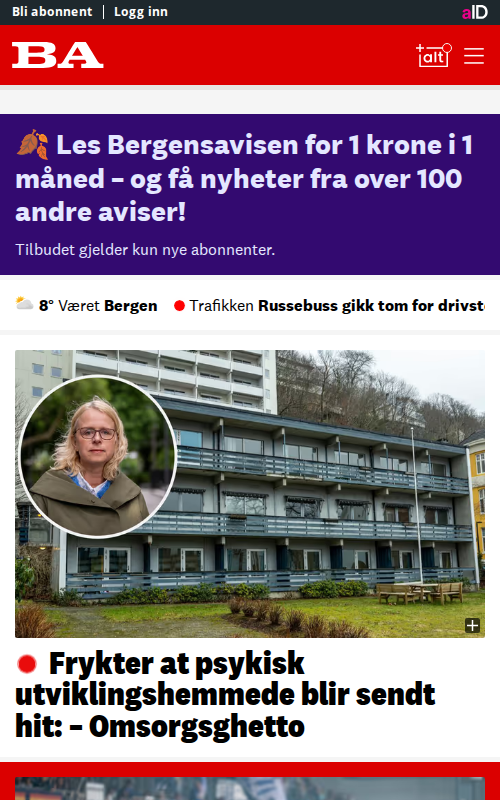 Bli abonnent | Logg inn
aID
BA
+alt
🍂 Les Bergensavisen for 1 krone i 1
måned – og få nyheter fra over 100
andre aviser!
Tilbudet gjelder kun nye abonnenter.
8° Været Bergen
Trafikken Russebuss gikk tom for drivst
Frykter at psykisk
utviklingshemmede blir sendt
hit: – Omsorgsghetto